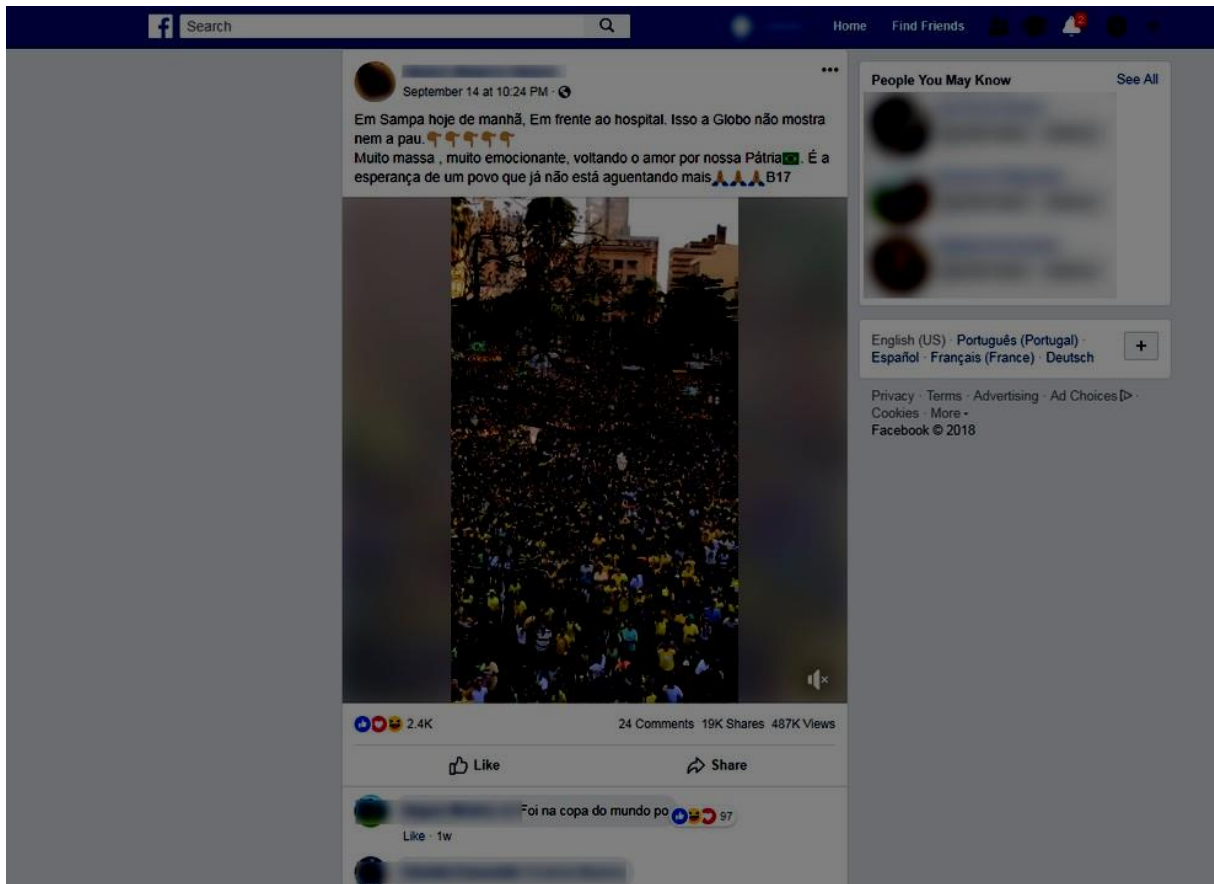 f
Search
Home
Find Friends
2
September 14 at 10:24 PM ·
Em Sampa hoje de manhã, Em frente ao hospital. Isso a Globo não mostra
nem a pau.👇🏽👇🏽👇🏽👇🏽👇🏽
Muito massa , muito emocionante, voltando o amor por nossa Pátria🇧🇷. É a
esperança de um povo que já não está aguentando mais🙏🏽🙏🏽🙏🏽B17
2.4K
24 Comments 19K Shares 487K Views
Like
Share
Foi na copa do mundo po
97
Like · 1w
People You May Know
See All
English (US) · Português (Portugal) ·
Español · Français (France) · Deutsch
+
Privacy · Terms · Advertising · Ad Choices ·
Cookies · More
Facebook © 2018